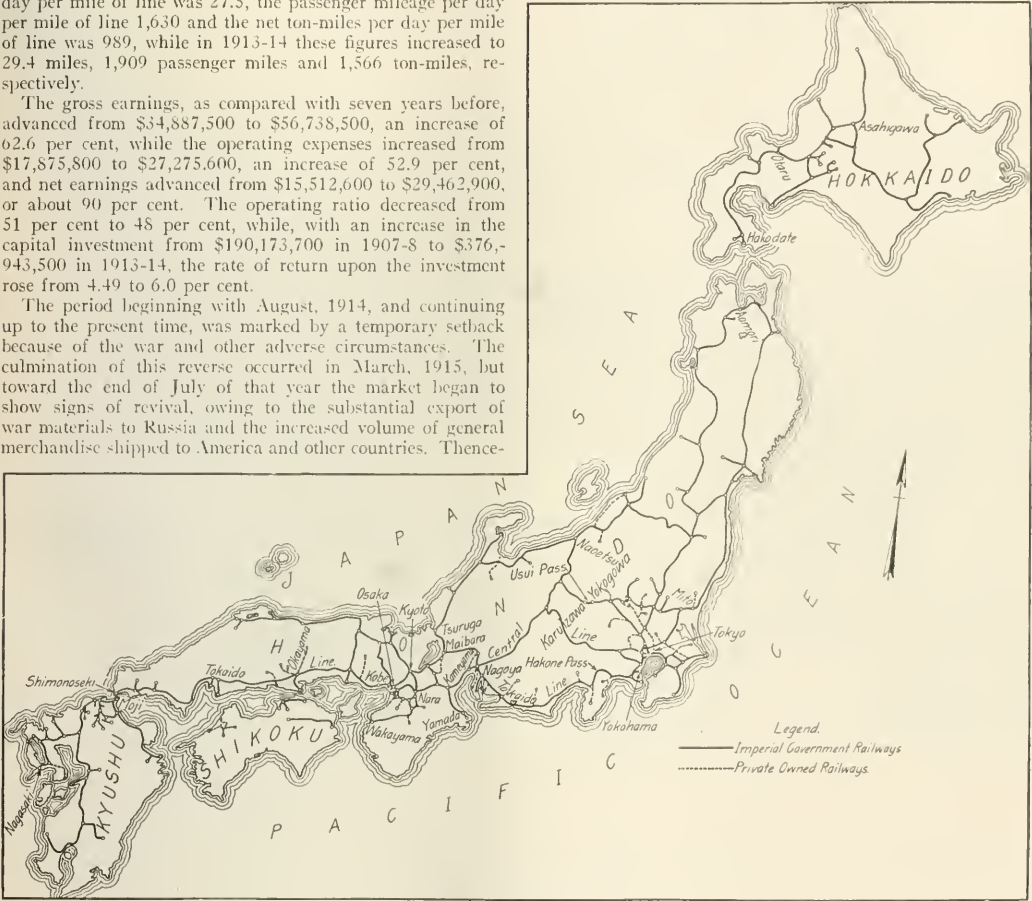 day per mile of line was 27.5, the passenger mileage per day
per mile of line 1,630 and the net ton-miles per day per mile
of line was 989, while in 1913-14 these figures increased to
29.4 miles, 1,909 passenger miles and 1,566 ton-miles, re-
spectively.
The gross earnings, as compared with seven years before,
advanced from $34,887,500 to $56,738,500, an increase of
62.6 per cent, while the operating expenses increased from
$17,875,800 to $27,275.600, an increase of 52.9 per cent,
and net earnings advanced from $15,512,600 to $29,462,900,
or about 90 per cent. The operating ratio decreased from
51 per cent to 48 per cent, while, with an increase in the
capital investment from $190,173,700 in 1907-8 to $376,-
943,500 in 1913-14, the rate of return upon the investment
rose from 4.49 to 6.0 per cent.
The period beginning with August, 1914, and continuing
up to the present time, was marked by a temporary setback
because of the war and other adverse circumstances. The
culmination of this reverse occurred in March, 1915, but
toward the end of July of that year the market began to
show signs of revival, owing to the substantial export of
war materials to Russia and the increased volume of general
merchandise shipped to America and other countries. Thence-
Asahigawa
Otaru
HOKKAIDO
Hakodate
JAPAN SEA
HONDO
Naoetsu
Usui Pass
Yokogowa
Karuizawa
Line
Mito
Tokyo
Osaka
Kyoto
Tsuruga
Maibara
Central
Okayama
Kobe
Nagoya
Hakone Pass
Tokaido Line
Tokaido Line
Shimonoseki
Moji
Nara
Yamada
Wakayama
Yokohama
SHIKOKU
KYUSHU
Nagasaki
PACIFIC OCEAN
Legend.
Imperial Government Railways
Private Owned Railways.